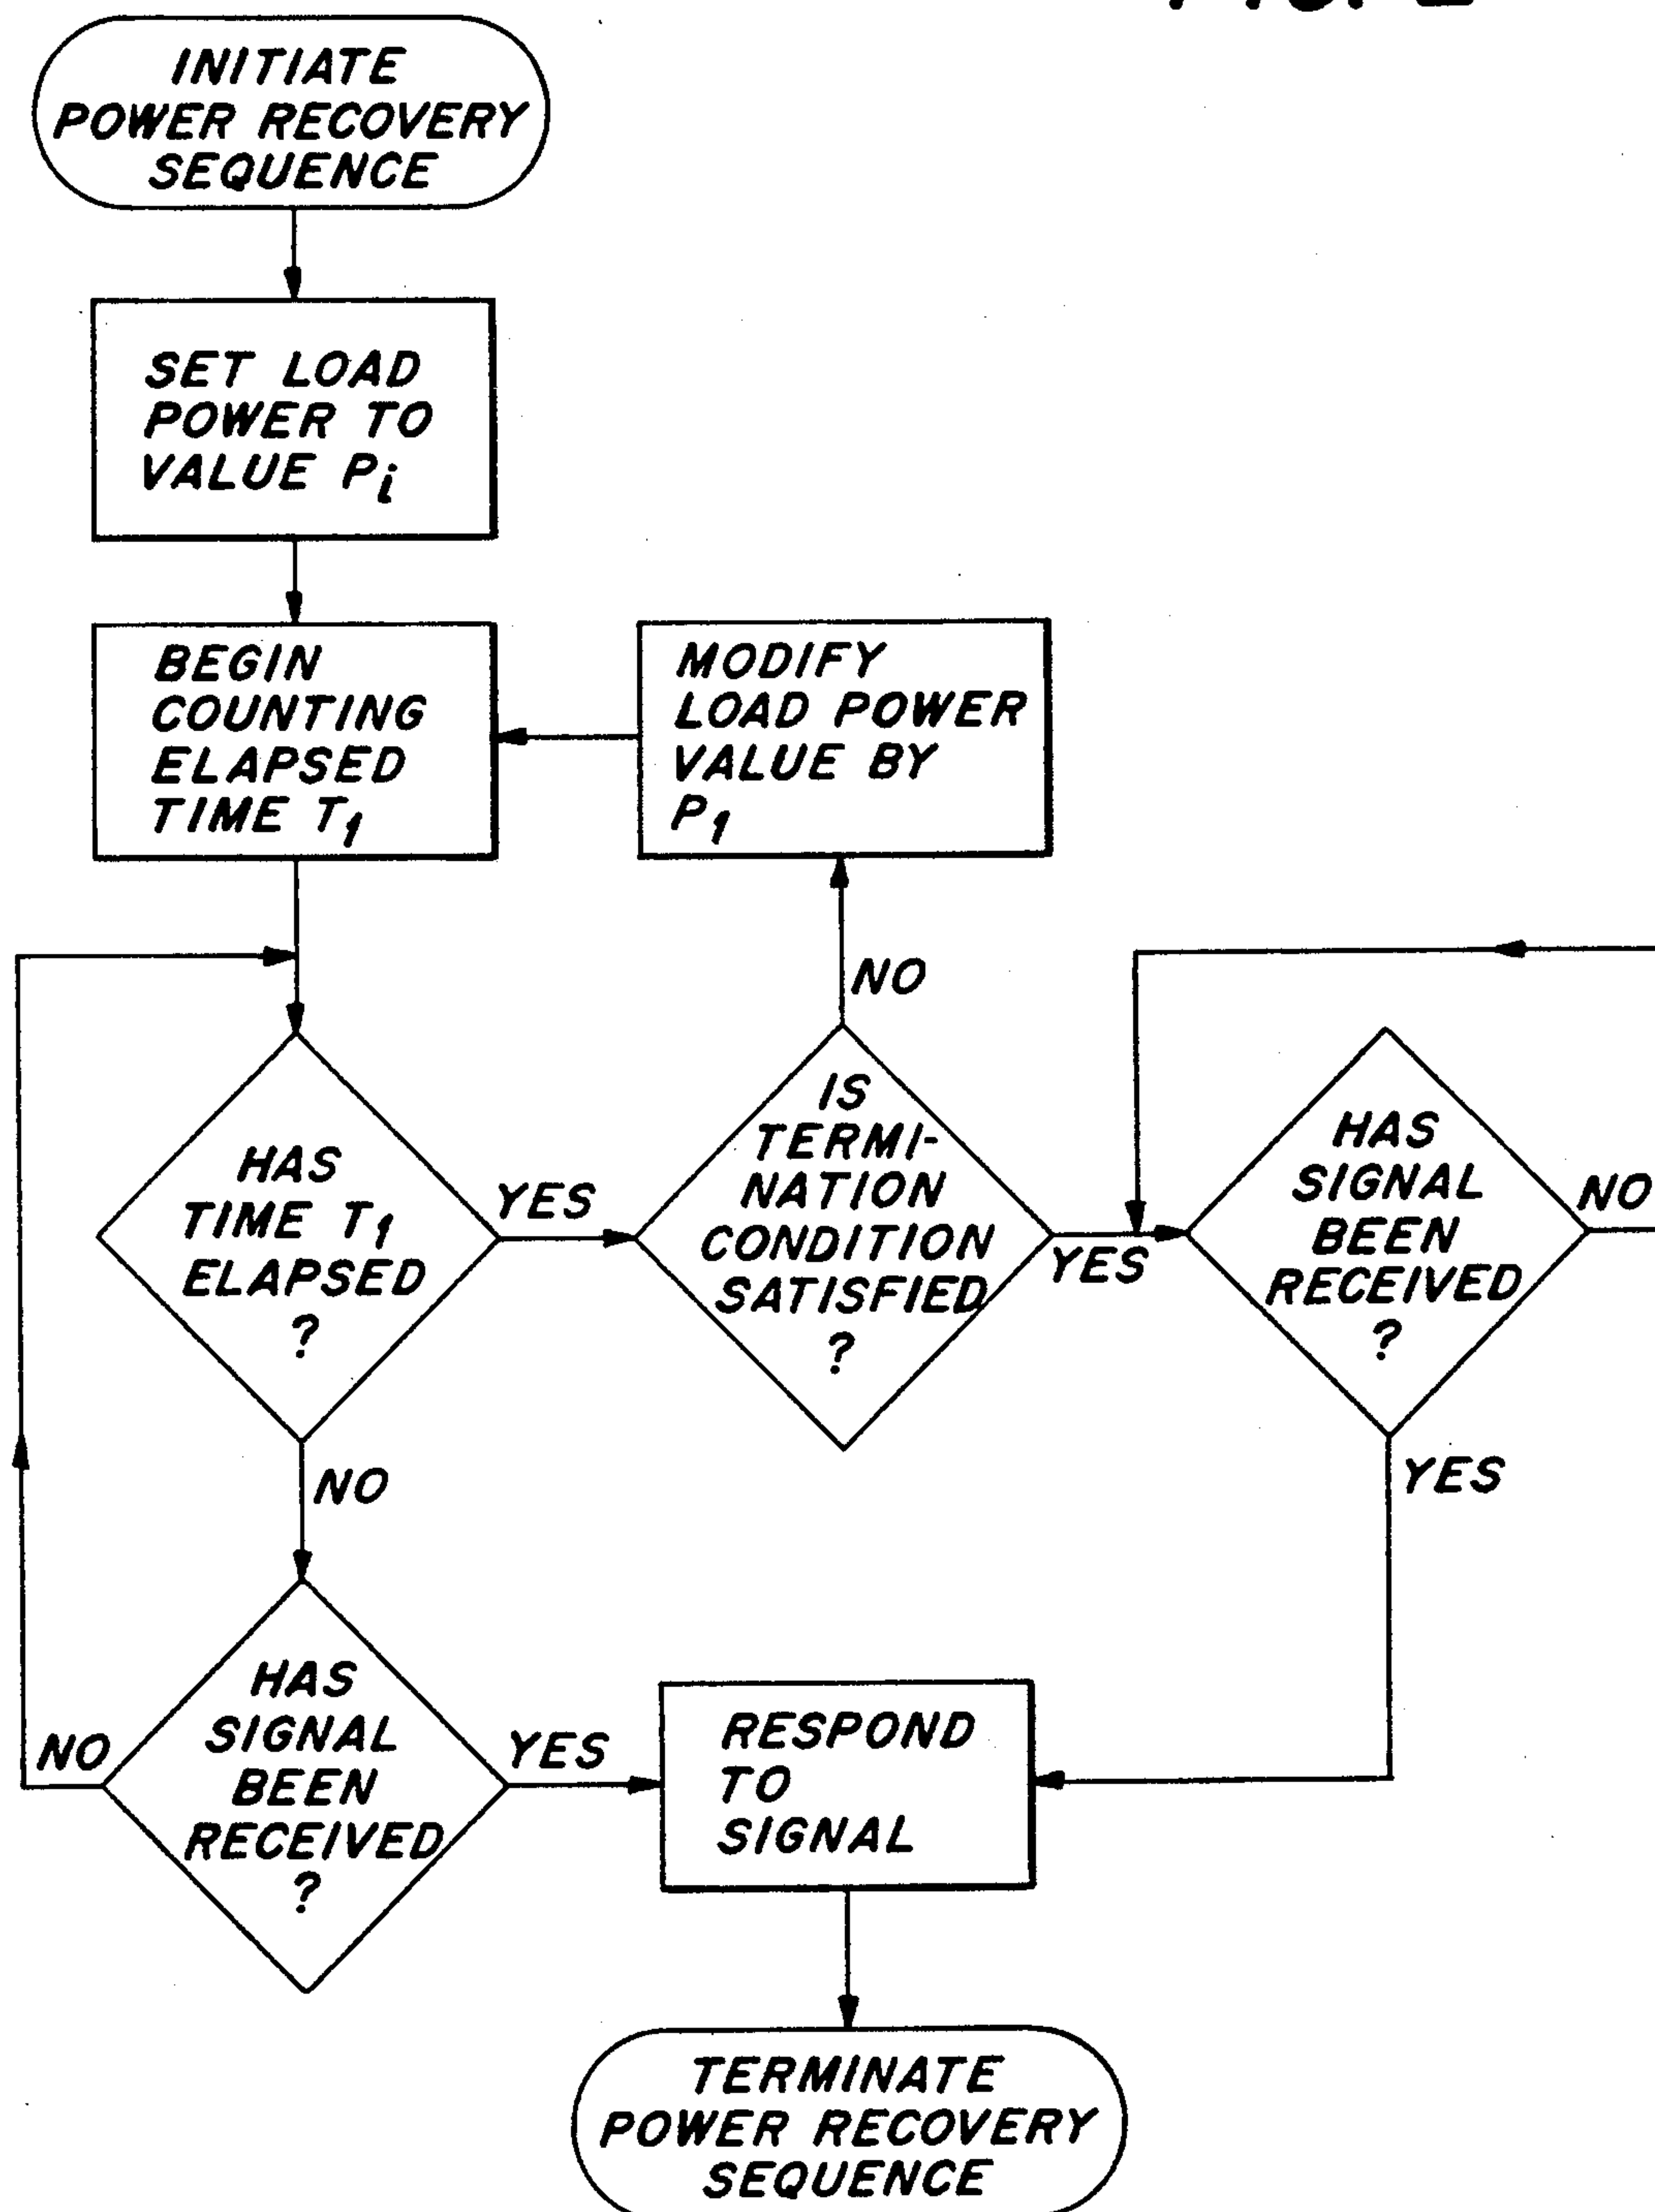 INITIATE
POWER RECOVERY
SEQUENCE
SET LOAD
POWER TO
VALUE Pi
BEGIN
COUNTING
ELAPSED
TIME T1
MODIFY
LOAD POWER
VALUE BY
P1
NO
HAS
TIME T1
ELAPSED
?
YES
IS
TERMI-
NATION
CONDITION
SATISFIED
?
YES
HAS
SIGNAL
BEEN
RECEIVED
?
NO
YES
NO
HAS
SIGNAL
BEEN
RECEIVED
?
NO
YES
RESPOND
TO
SIGNAL
TERMINATE
POWER RECOVERY
SEQUENCE